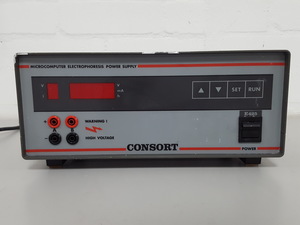 MICROCOMPUTER ELECTROPHORESIS POWER SUPPLY
▲ ▼ SET RUN
WARNING !
HIGH VOLTAGE
CONSORT
POWER